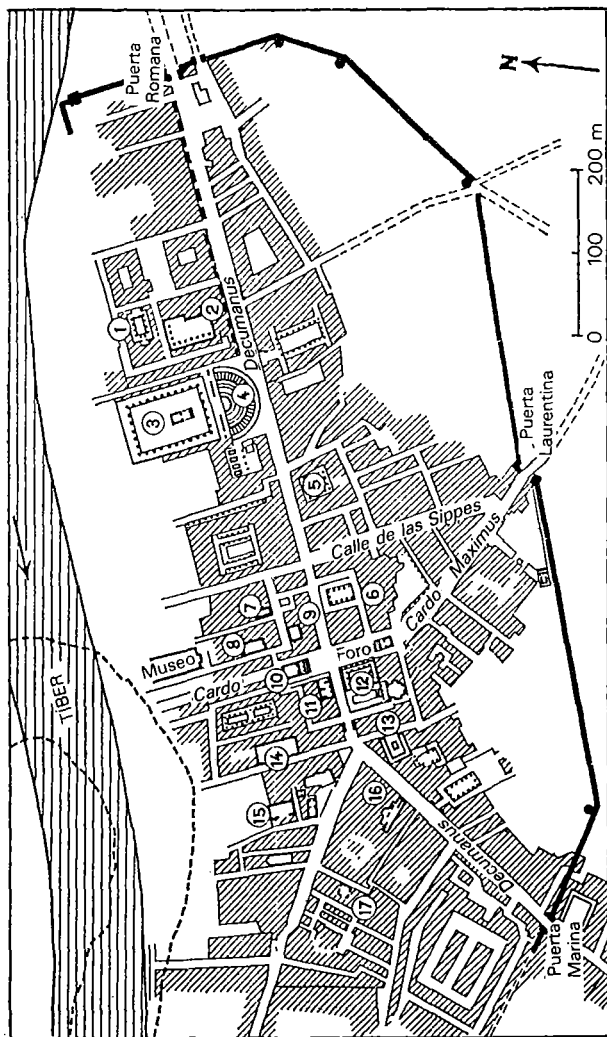 TÍBER
Puerta
Romana
N
1
2
3
4
Decumanus
5
Calle de las Sippes
Puerta
Laurentina
0 100 200 m
Museo
7
8
9
6
Cardo
Maximus
Cardo
10
Foro
11
12
13
14
15
16
17
Decumanus
Puerta
Marina